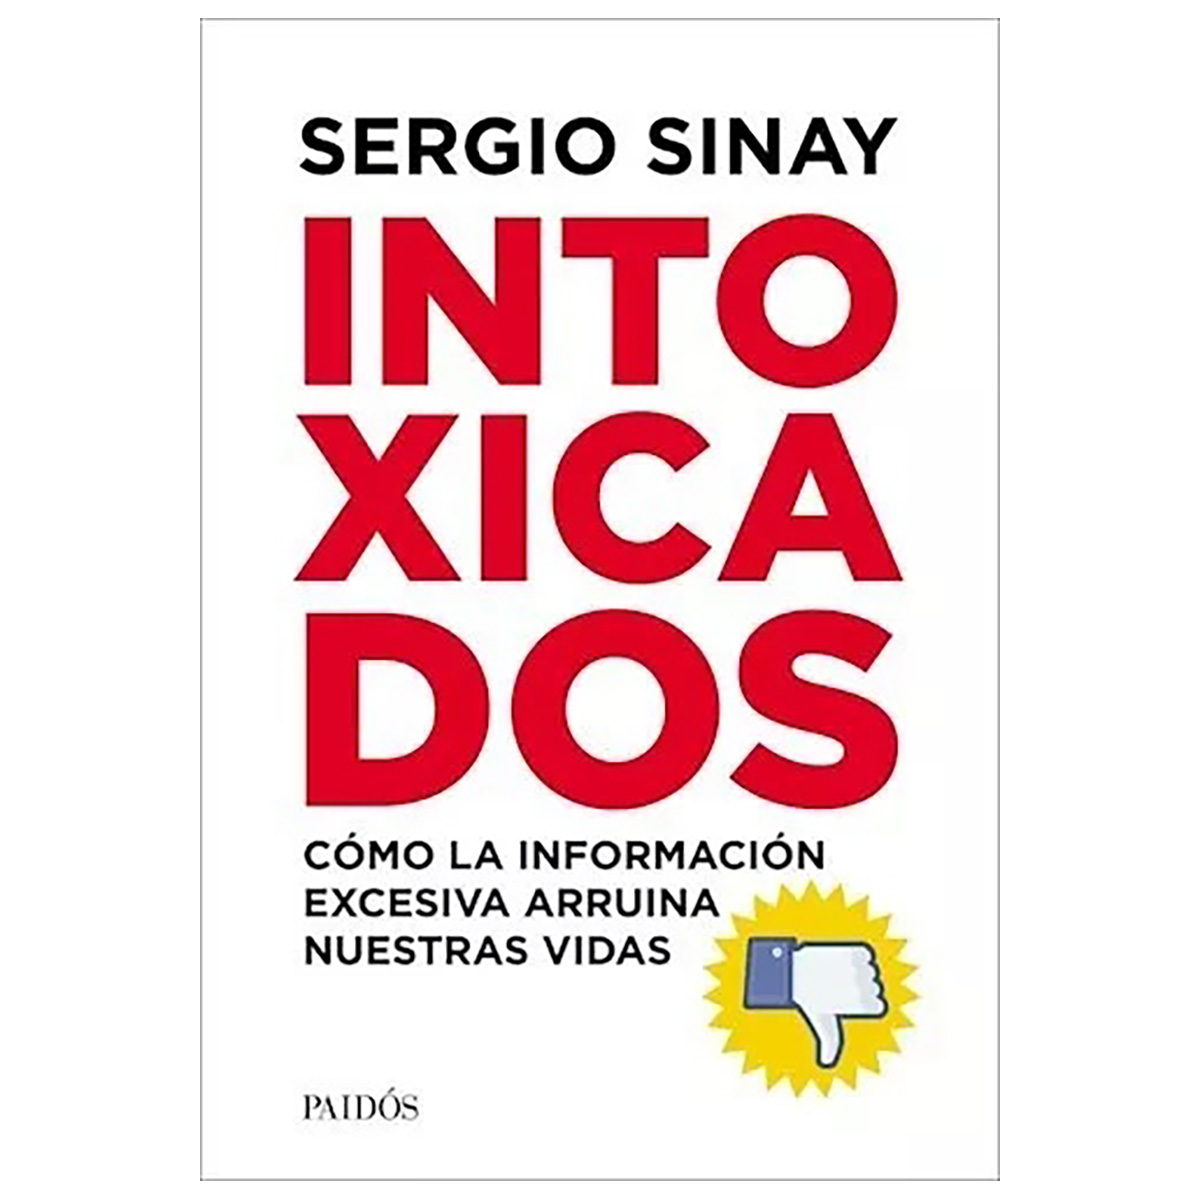 SERGIO SINAY
INTO
XICA
DOS
CÓMO LA INFORMACIÓN
EXCESIVA ARRUINA
NUESTRAS VIDAS
PAIDÓS